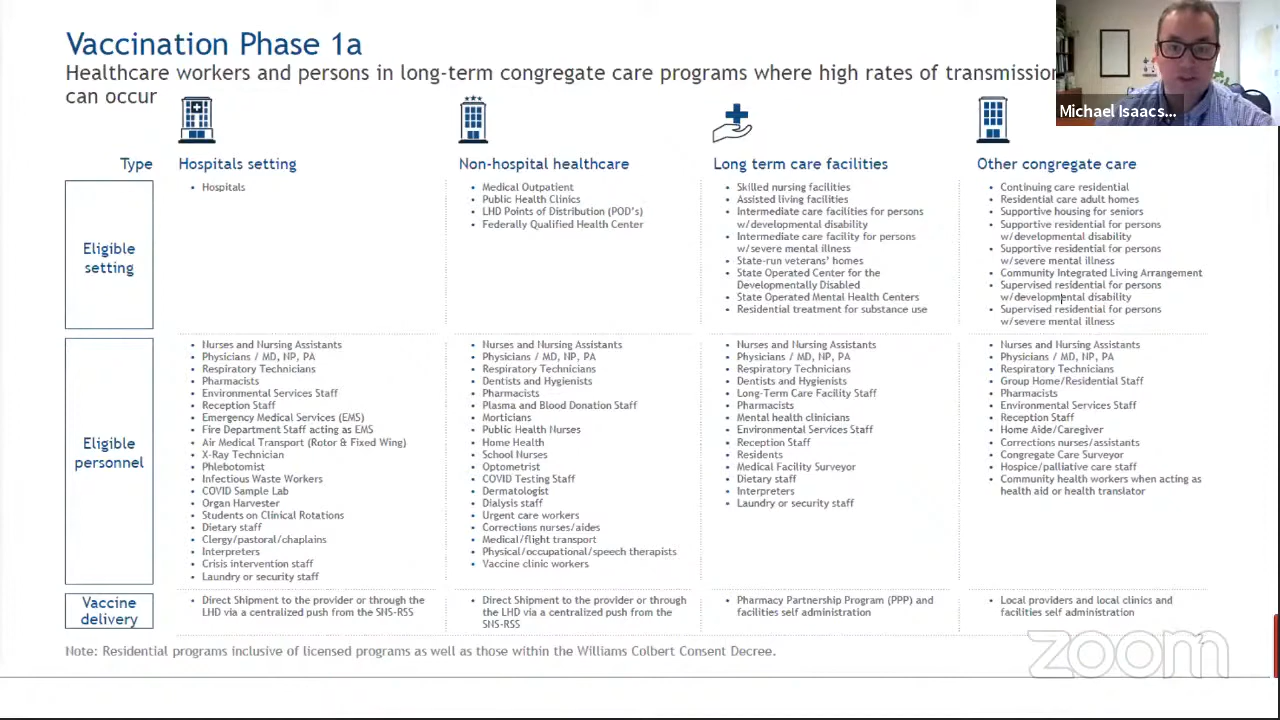 Vaccination Phase 1a
Healthcare workers and persons in long-term congregate care programs where high rates of transmission
can occur
Michael Isaacs...
Type
Hospitals setting
Non-hospital healthcare
Long term care facilities
Other congregate care
Eligible
setting
• Hospitals
• Medical Outpatient
• Public Health Clinics
• LHD Points of Distribution (POD's)
• Federally Qualified Health Center
• Skilled nursing facilities
• Assisted living facilities
• Intermediate care facilities for persons
w/developmental disability
• Intermediate care facility for persons
w/severe mental illness
• State-run veterans' homes
• State Operated Center for the
Developmentally Disabled
• State Operated Mental Health Centers
• Residential treatment for substance use
• Continuing care residential
• Residential care adult homes
• Supportive housing for seniors
• Supportive residential for persons
w/developmental disability
• Supportive residential for persons
w/severe mental illness
• Community Integrated Living Arrangement
• Supervised residential for persons
w/developmental disability
• Supervised residential for persons
w/severe mental illness
Eligible
personnel
• Nurses and Nursing Assistants
• Physicians / MD, NP, PA
• Respiratory Technicians
• Pharmacists
• Environmental Services Staff
• Reception Staff
• Emergency Medical Services (EMS)
• Fire Department Staff acting as EMS
• Air Medical Transport (Rotor & Fixed Wing)
• X-Ray Technician
• Phlebotomist
• Infectious Waste Workers
• COVID Sample Lab
• Organ Harvester
• Students on Clinical Rotations
• Dietary staff
• Clergy/pastoral/chaplains
• Interpreters
• Crisis intervention staff
• Laundry or security staff
• Nurses and Nursing Assistants
• Physicians / MD, NP, PA
• Respiratory Technicians
• Dentists and Hygienists
• Pharmacists
• Plasma and Blood Donation Staff
• Morticians
• Public Health Nurses
• Home Health
• School Nurses
• Optometrist
• COVID Testing Staff
• Dermatologist
• Dialysis staff
• Urgent care workers
• Corrections nurses/aides
• Medical/flight transport
• Physical/occupational/speech therapists
• Vaccine clinic workers
• Nurses and Nursing Assistants
• Physicians / MD, NP, PA
• Respiratory Technicians
• Dentists and Hygienists
• Long-Term Care Facility Staff
• Pharmacists
• Mental health clinicians
• Environmental Services Staff
• Reception Staff
• Residents
• Medical Facility Surveyor
• Dietary staff
• Interpreters
• Laundry or security staff
• Nurses and Nursing Assistants
• Physicians / MD, NP, PA
• Respiratory Technicians
• Group Home/Residential Staff
• Pharmacists
• Environmental Services Staff
• Reception Staff
• Home Aide/Caregiver
• Corrections nurses/assistants
• Congregate Care Surveyor
• Hospice/palliative care staff
• Community health workers when acting as
health aid or health translator
Vaccine
delivery
• Direct Shipment to the provider or through the
LHD via a centralized push from the SNS-RSS
• Direct Shipment to the provider or through
the LHD via a centralized push from the
SNS-RSS
• Pharmacy Partnership Program (PPP) and
facilities self administration
• Local providers and local clinics and
facilities self administration
Note: Residential programs inclusive of licensed programs as well as those within the Williams Colbert Consent Decree.
zoom